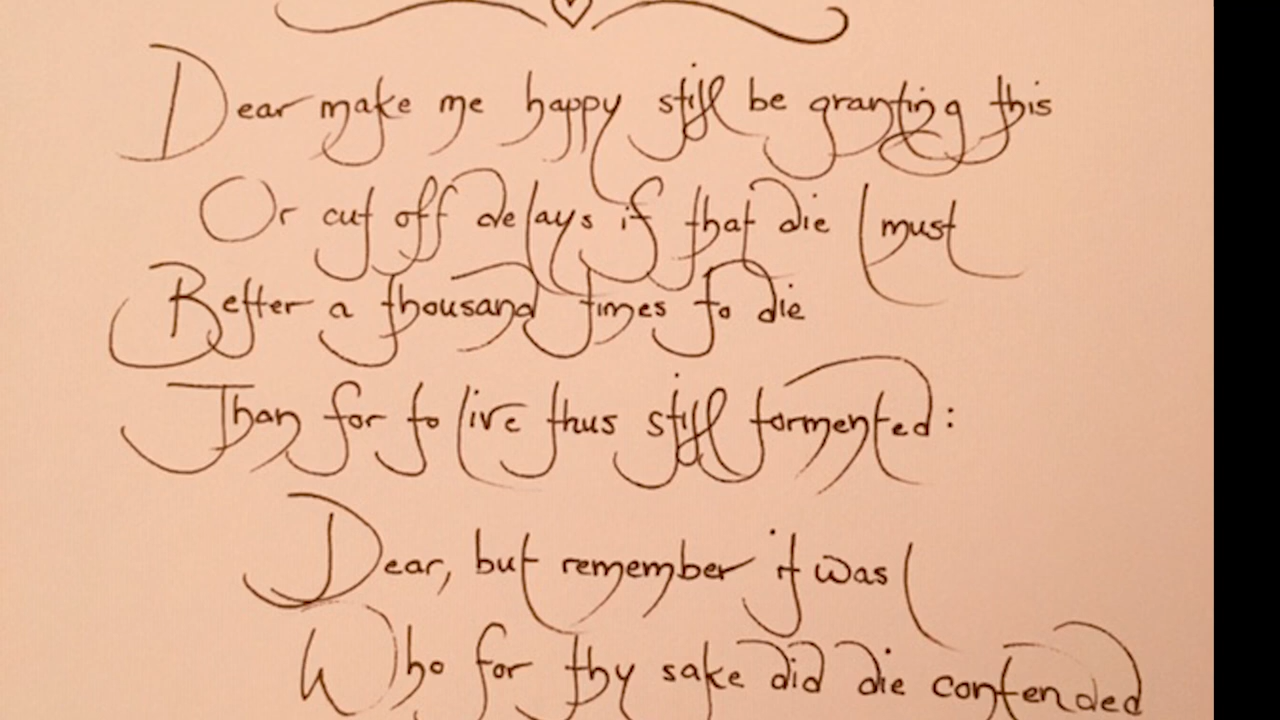 Dear make me happy still be granting this
Or cut off delays if that die I must
Better a thousand times to die
Than for to live thus still tormented:
Dear, but remember it was I
Who for thy sake did die contended